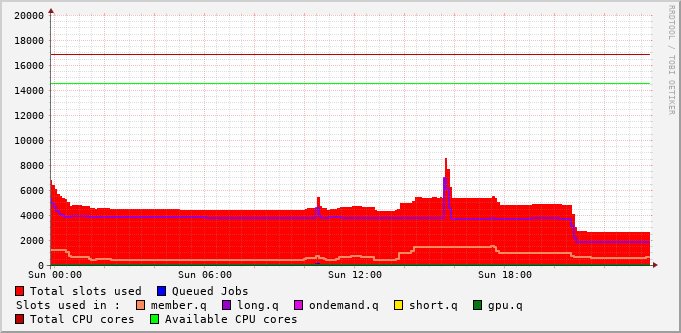 20000
18000
16000
14000
12000
10000
8000
6000
4000
2000
0
Sun 00:00 Sun 06:00 Sun 12:00 Sun 18:00
RRDTOOL / TOBI OETIKER
Total slots used Queued Jobs
Slots used in : member.q long.q ondemand.q short.q gpu.q
Total CPU cores Available CPU cores